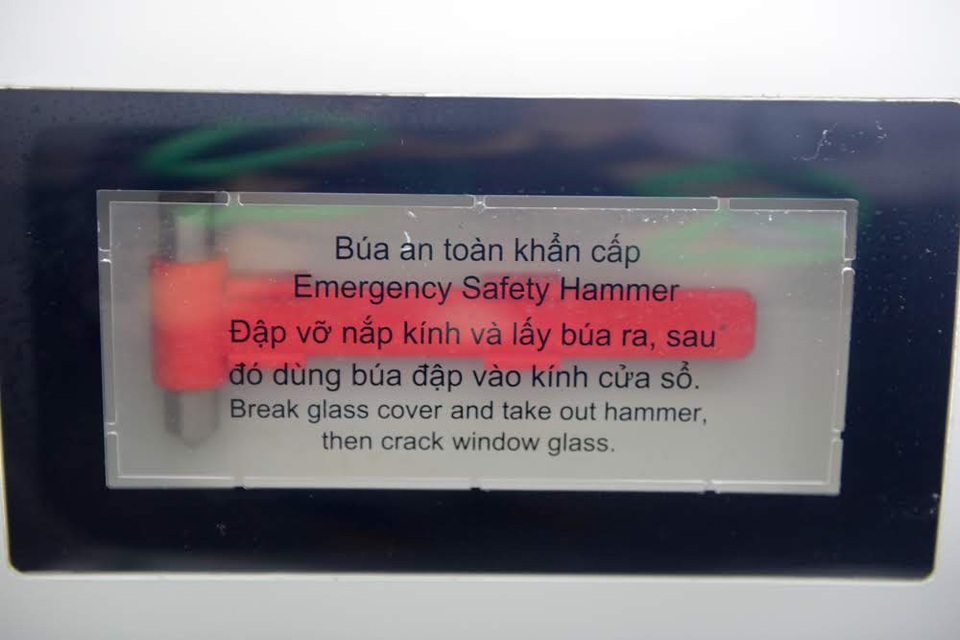 Búa an toàn khẩn cấp
Emergency Safety Hammer
Đập vỡ nắp kính và lấy búa ra, sau
đó dùng búa đập vào kính cửa sổ.
Break glass cover and take out hammer,
then crack window glass.